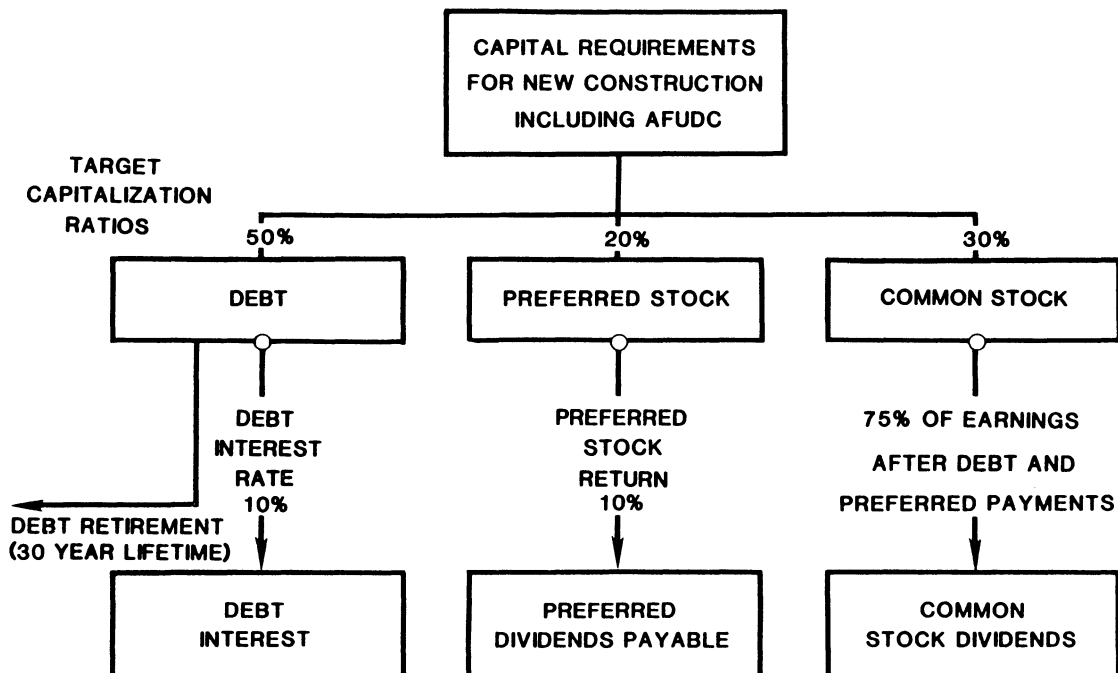 CAPITAL REQUIREMENTS
FOR NEW CONSTRUCTION
INCLUDING AFUDC
TARGET
CAPITALIZATION
RATIOS
50%
20%
30%
DEBT
PREFERRED STOCK
COMMON STOCK
DEBT
INTEREST
RATE
10%
PREFERRED
STOCK
RETURN
10%
75% OF EARNINGS
AFTER DEBT AND
PREFERRED PAYMENTS
DEBT RETIREMENT
(30 YEAR LIFETIME)
DEBT
INTEREST
PREFERRED
DIVIDENDS PAYABLE
COMMON
STOCK DIVIDENDS